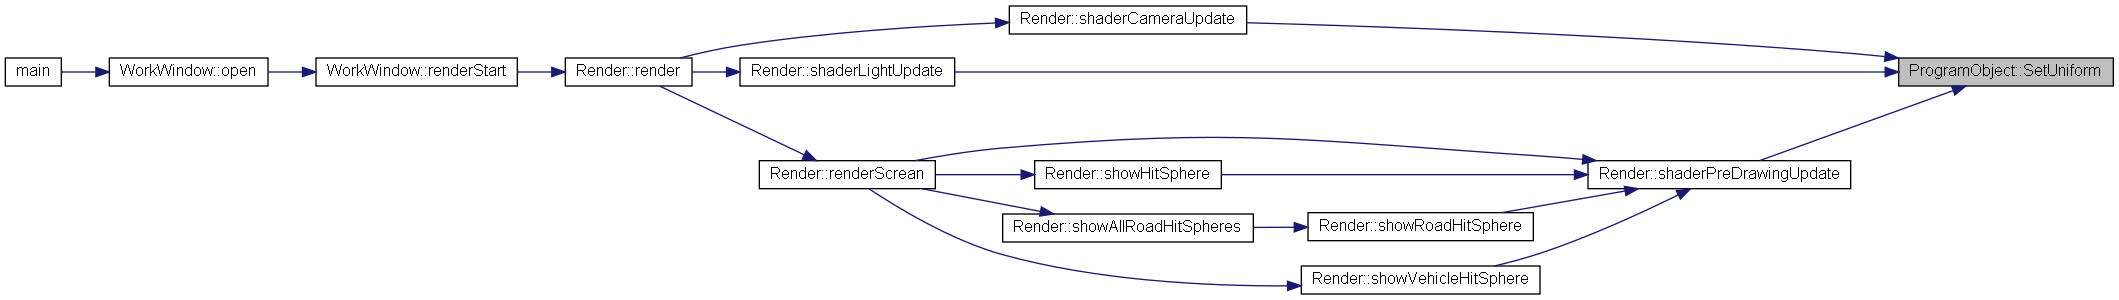 main
WorkWindow::open
WorkWindow::renderStart
Render::render
Render::shaderCameraUpdate
Render::shaderLightUpdate
ProgramObject::SetUniform
Render::renderScrean
Render::showHitSphere
Render::shaderPreDrawingUpdate
Render::showAllRoadHitSpheres
Render::showRoadHitSphere
Render::showVehicleHitSphere